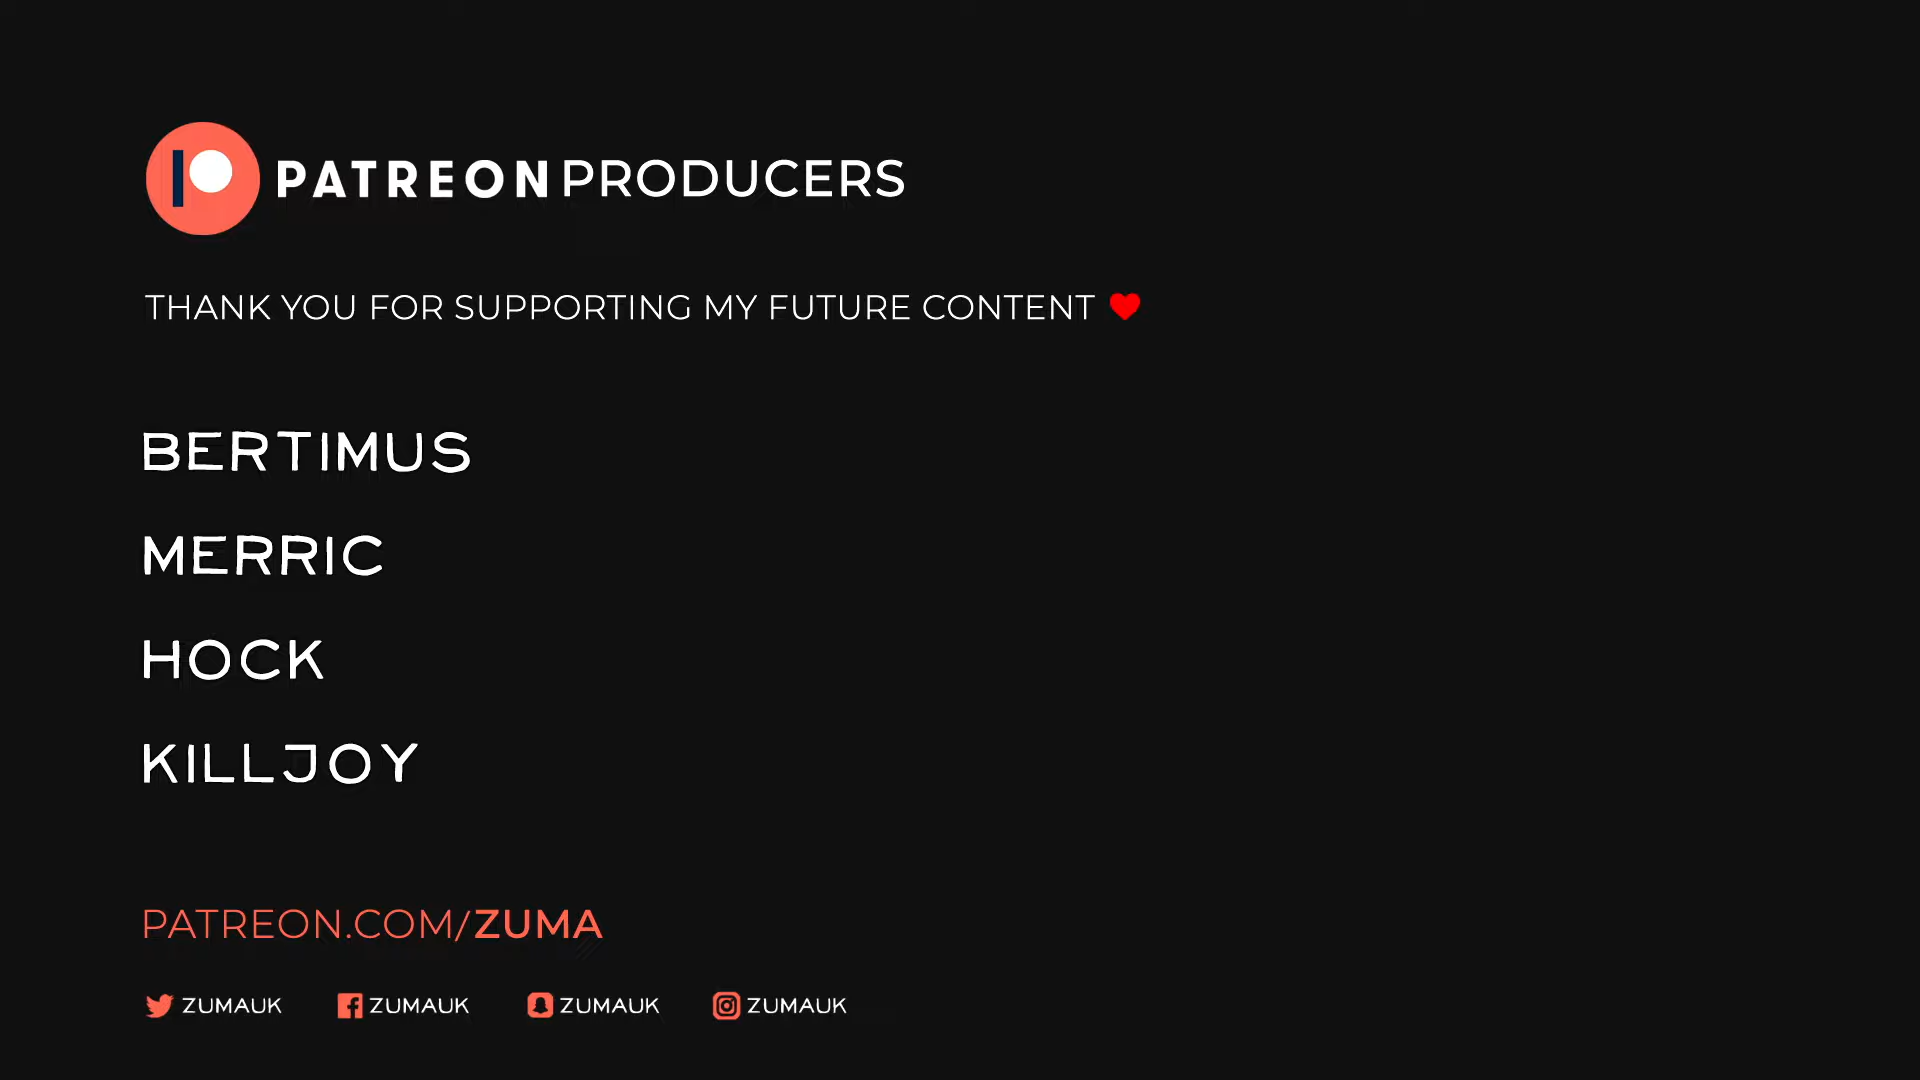 PATREON PRODUCERS
THANK YOU FOR SUPPORTING MY FUTURE CONTENT
BERTIMUS
MERRIC
HOCK
KILLJOY
PATREON.COM/ZUMA
ZUMAUK ZUMAUK ZUMAUK ZUMAUK